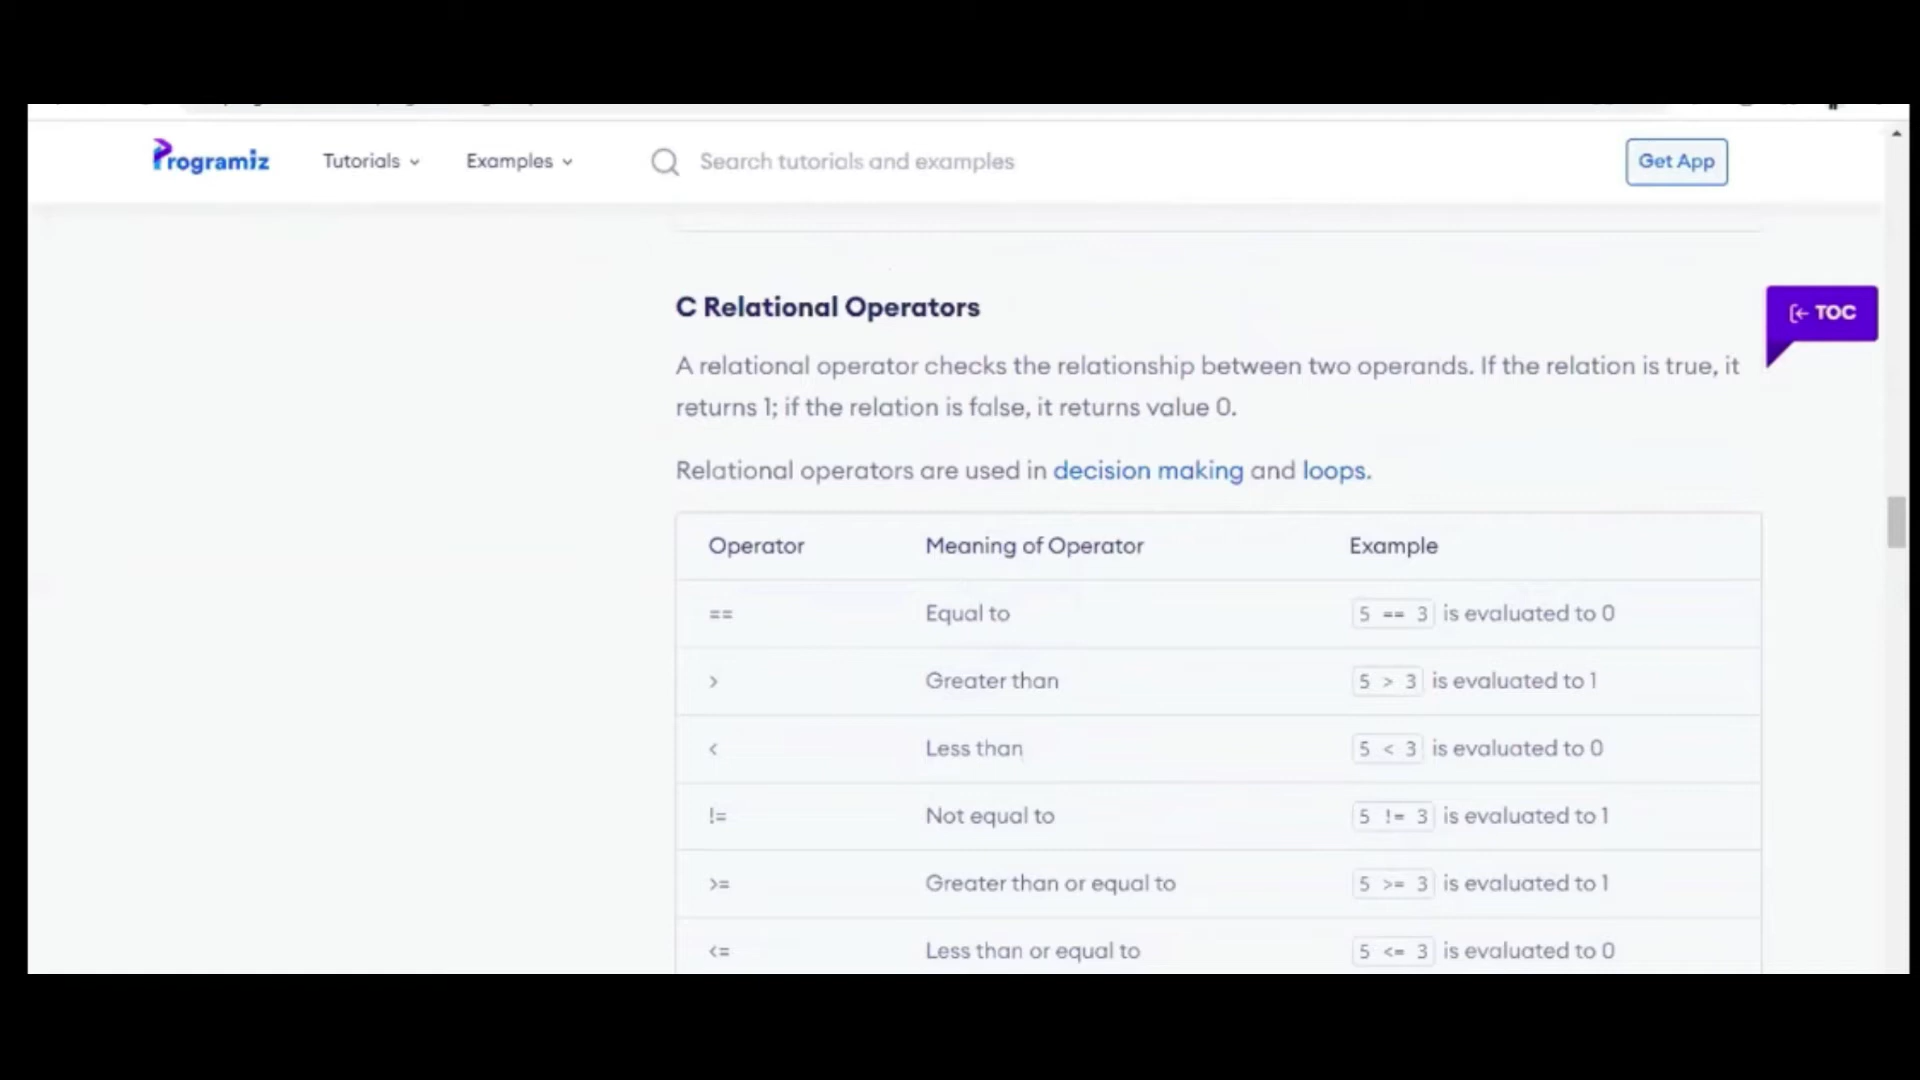 Programiz Tutorials Examples Search tutorials and examples Get App
C Relational Operators
TOC
A relational operator checks the relationship between two operands. If the relation is true, it
returns 1; if the relation is false, it returns value 0.
Relational operators are used in decision making and loops.
Operator Meaning of Operator Example
== Equal to 5 == 3 is evaluated to 0
> Greater than 5 > 3 is evaluated to 1
< Less than 5 < 3 is evaluated to 0
!= Not equal to 5 != 3 is evaluated to 1
>= Greater than or equal to 5 >= 3 is evaluated to 1
<= Less than or equal to 5 <= 3 is evaluated to 0